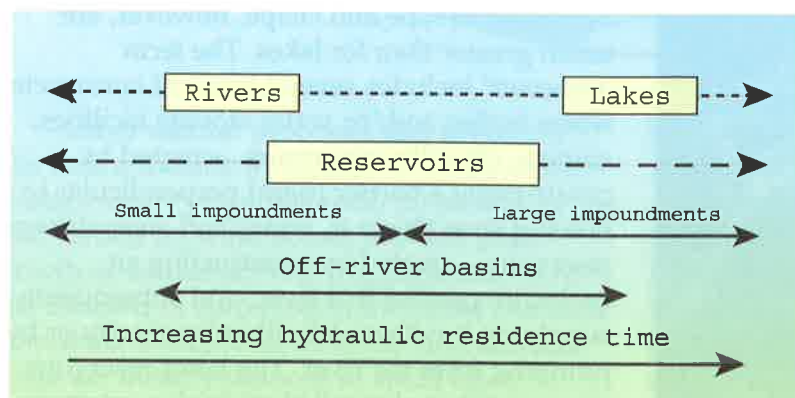 Rivers
Lakes
Reservoirs
Small impoundments
Large impoundments
Off-river basins
Increasing hydraulic residence time